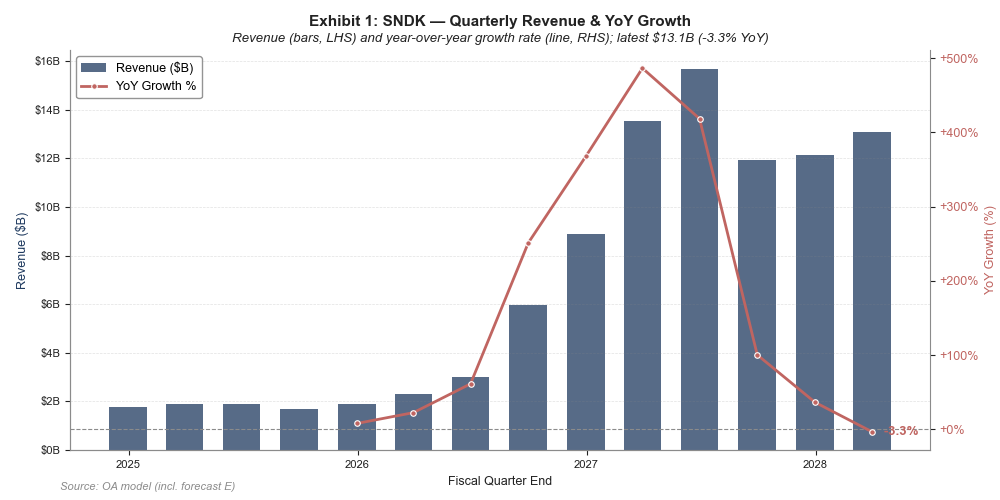 Exhibit 1: SNDK — Quarterly Revenue & YoY Growth
Revenue (bars, LHS) and year-over-year growth rate (line, RHS); latest $13.1B (-3.3% YoY)
Revenue ($B)
YoY Growth %
$16B
$14B
$12B
$10B
$8B
$6B
$4B
$2B
$0B
Revenue ($B)
+500%
+400%
+300%
+200%
+100%
+0%
YoY Growth (%)
-3.3%
2025
2026
2027
2028
Fiscal Quarter End
Source: OA model (incl. forecast E)